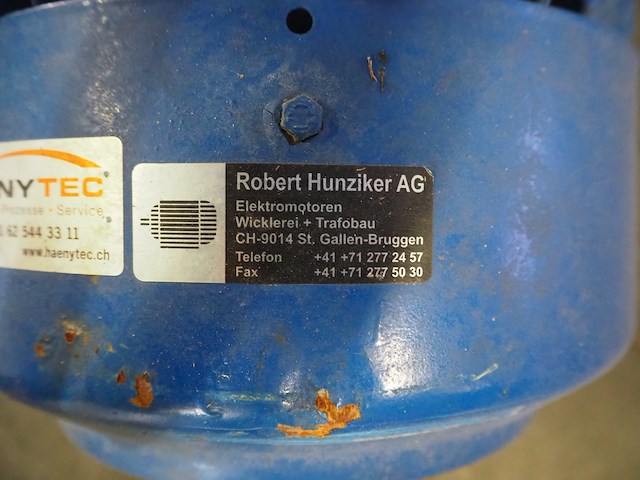 NYTEC®
Prozesse • Service
62 544 33 11
www.haenytec.ch
Robert Hunziker AG
Elektromotoren
Wicklerei + Trafobau
CH-9014 St. Gallen-Bruggen
Telefon +41 +71 277 24 57
Fax +41 +71 277 50 30